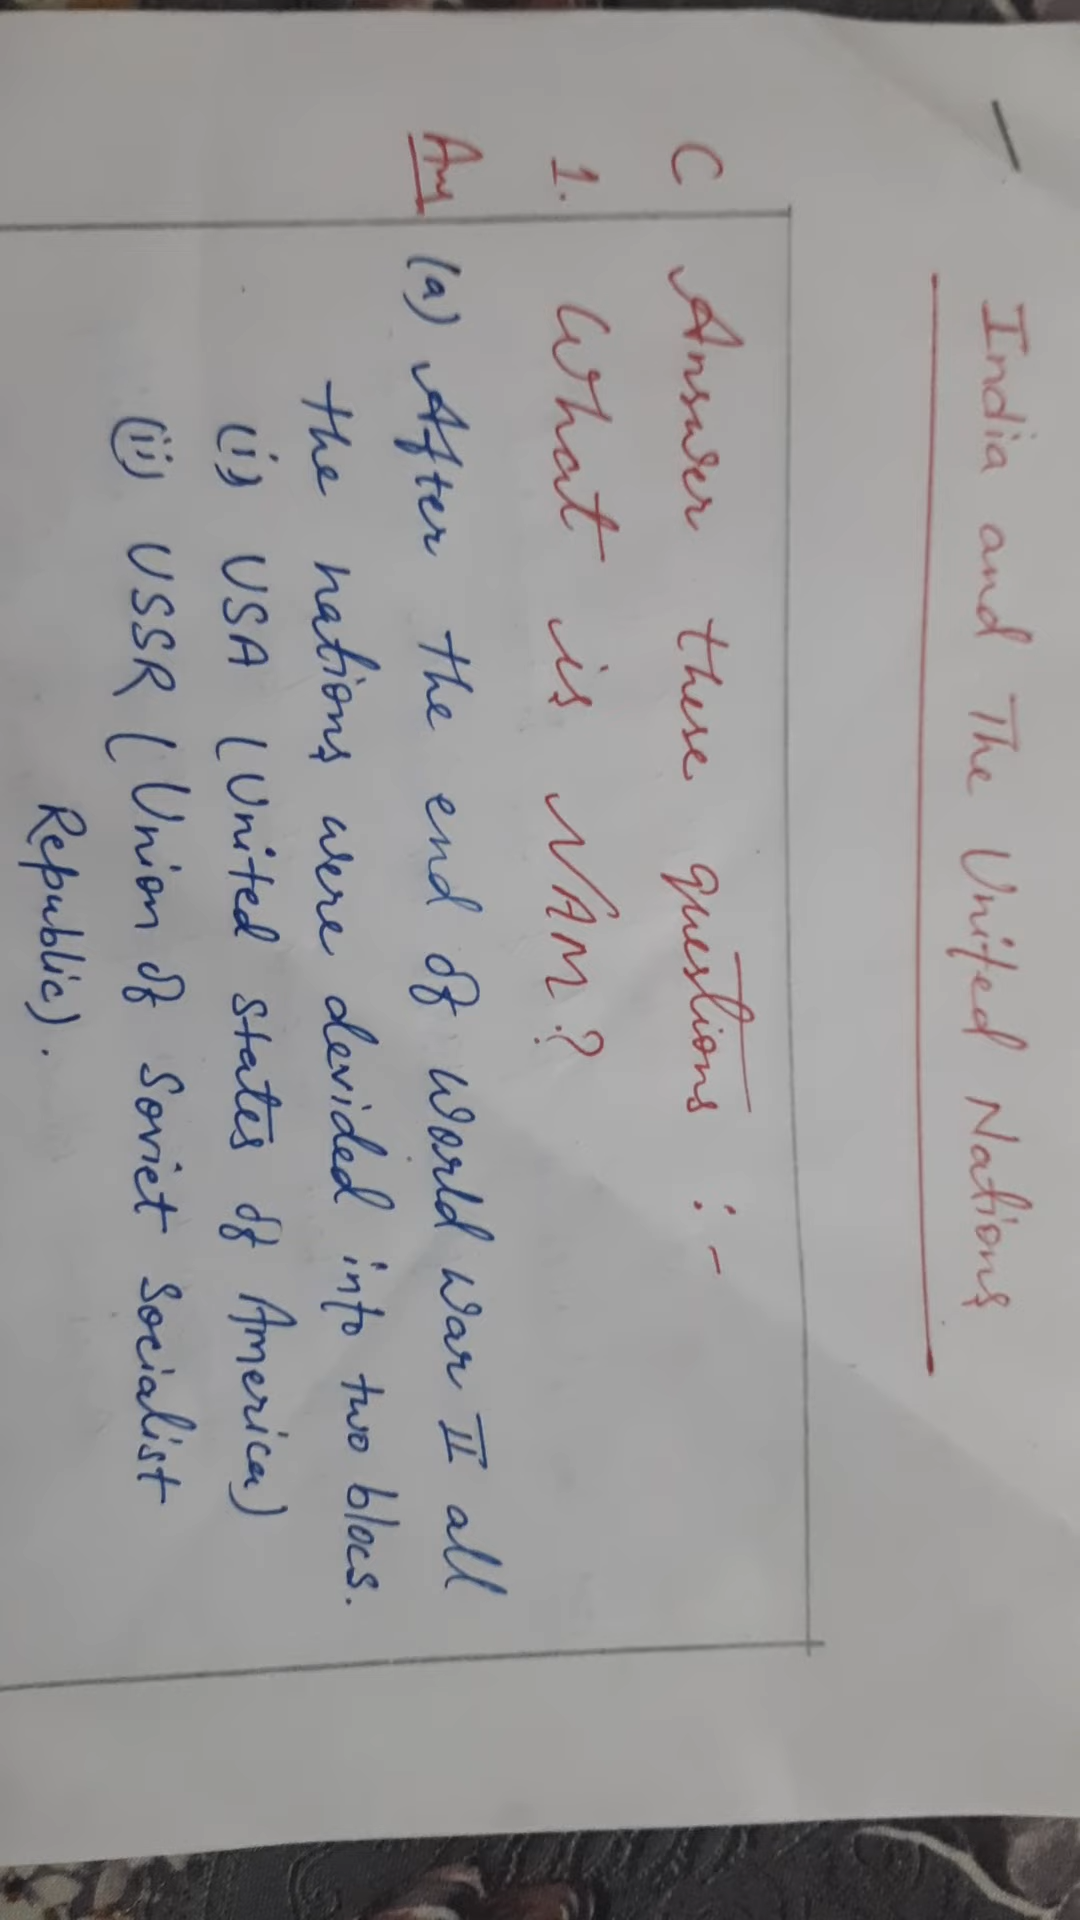 India and The United Nations
C Answer these questions :-
1. What is NAM?
Ans (a) After the end of World War II all
the nations were devided into two blocs.
(i) USA (United states of America)
(ii) USSR (Union of Soviet Socialist
Republic).